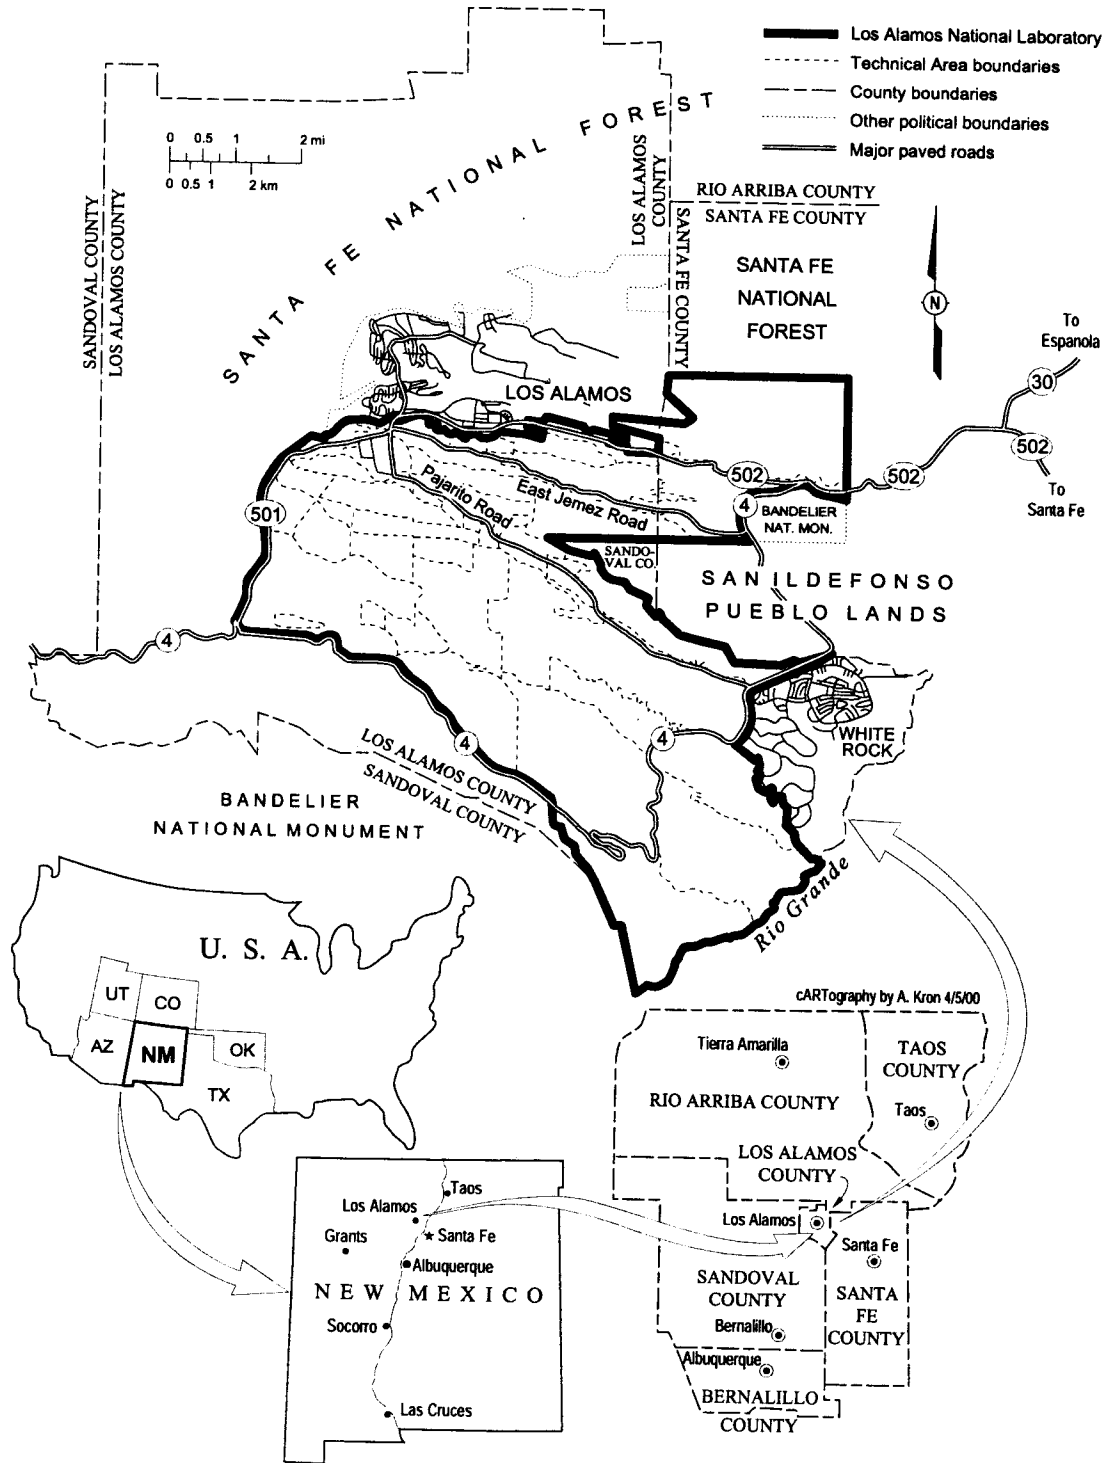 Los Alamos National Laboratory
Technical Area boundaries
County boundaries
Other political boundaries
Major paved roads
0 0.5 1 2 mi
0 0.5 1 2 km
SANTA FE NATIONAL FOREST
SANDOVAL COUNTY
LOS ALAMOS COUNTY
LOS ALAMOS
COUNTY
SANTA FE COUNTY
RIO ARRIBA COUNTY
SANTA FE COUNTY
SANTA FE
NATIONAL
FOREST
N
To
Espanola
30
502
To
Santa Fe
LOS ALAMOS
502
502
4
BANDELIER
NAT. MON.
501
Pajarito Road
East Jemez Road
SANDO-
VAL CO.
SAN ILDEFONSO
PUEBLO LANDS
4
4
4
WHITE
ROCK
LOS ALAMOS COUNTY
SANDOVAL COUNTY
BANDELIER
NATIONAL MONUMENT
Rio Grande
U. S. A.
UT
CO
AZ
NM
OK
TX
cARTography by A. Kron 4/5/00
Tierra Amarilla
TAOS
COUNTY
RIO ARRIBA COUNTY
Taos
LOS ALAMOS
COUNTY
Los Alamos
Santa Fe
SANDOVAL
COUNTY
SANTA
FE
COUNTY
Bernalillo
Albuquerque
BERNALILLO
COUNTY
Taos
Los Alamos
Grants
Santa Fe
Albuquerque
NEW MEXICO
Socorro
Las Cruces